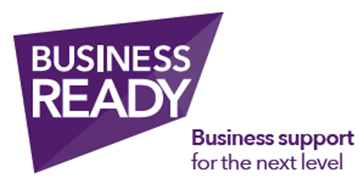 BUSINESS
READY
Business support
for the next level